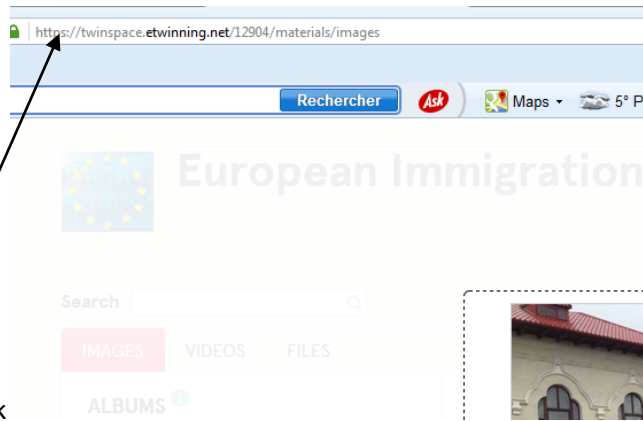 https://twinspace.etwinning.net/12904/materials/images
Rechercher Ask Maps 5° P
European Immigration
Search
IMAGES VIDEOS FILES
ALBUMS
k